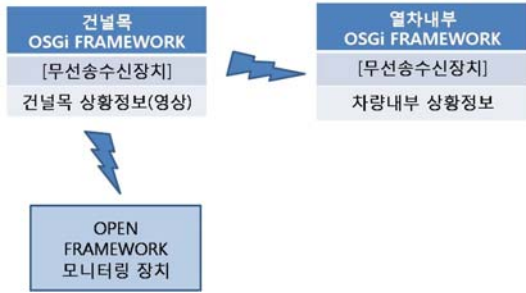 건널목
OSGi FRAMEWORK
[무선송수신장치]
건널목 상황정보(영상)
열차내부
OSGi FRAMEWORK
[무선송수신장치]
차량내부 상황정보
OPEN
FRAMEWORK
모니터링 장치